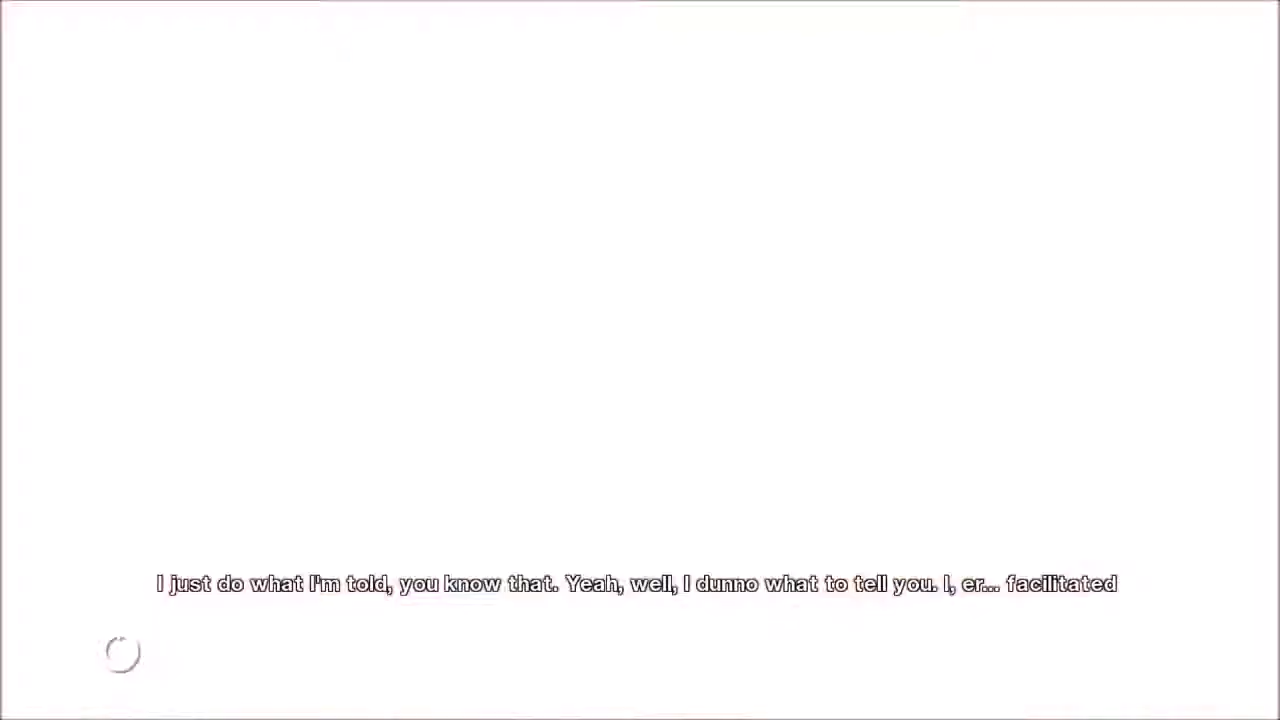 I just do what I'm told, you know that. Yeah, well, I dunno what to tell you. I, er... facilitated